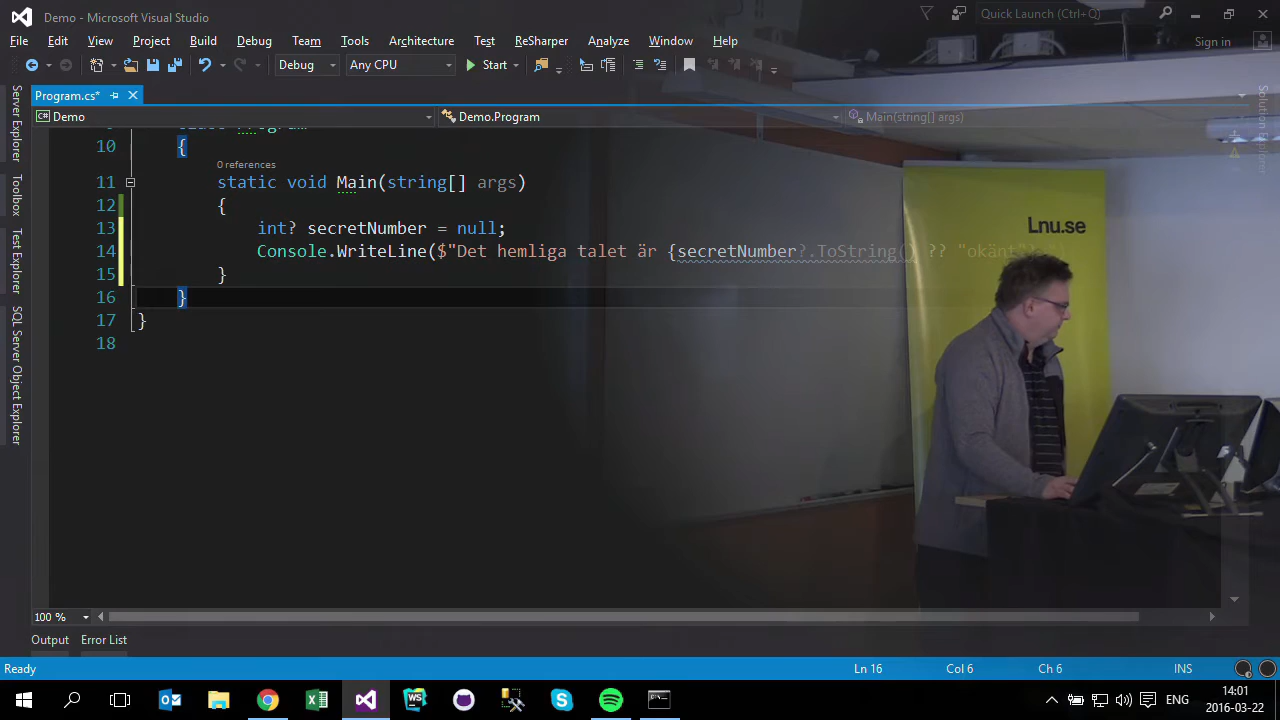 Demo - Microsoft Visual Studio
Quick Launch (Ctrl+Q)
File Edit View Project Build Debug Team Tools Architecture Test ReSharper Analyze Window Help
Sign in
Debug Any CPU Start
Program.cs*
Demo Demo.Program Main(string[] args)
Server Explorer
Toolbox
Test Explorer
SQL Server Object Explorer
Solution Explorer
10 {
0 references
11 static void Main(string[] args)
12 {
13 int? secretNumber = null;
14 Console.WriteLine($"Det hemliga talet är {secretNumber?.ToString() ?? "okänt"}
15 }
16 }
17 }
18
Lnu.se
100 %
Output Error List
Ready Ln 16 Col 6 Ch 6 INS
ENG
14:01
2016-03-22